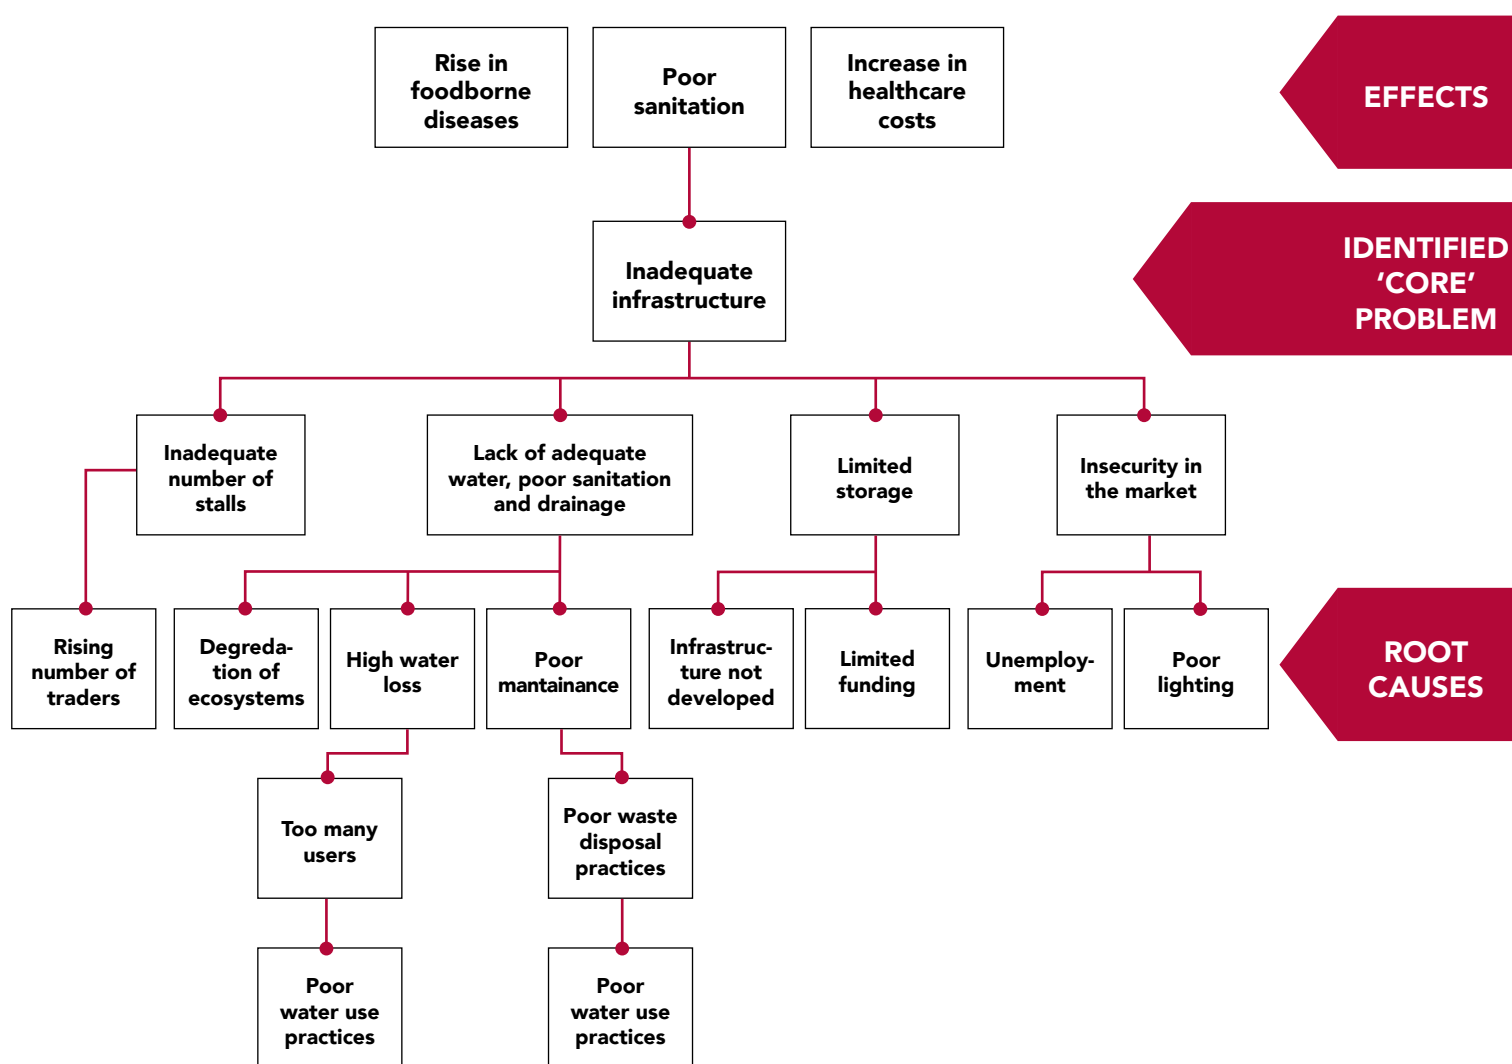 Rise in
foodborne
diseases
Poor
sanitation
Increase in
healthcare
costs
EFFECTS
Inadequate
infrastructure
IDENTIFIED
‘CORE’
PROBLEM
Inadequate
number of
stalls
Lack of adequate
water, poor sanitation
and drainage
Limited
storage
Insecurity in
the market
Rising
number of
traders
Degreda-
tion of
ecosystems
High water
loss
Poor
mantainance
Infrastruc-
ture not
developed
Limited
funding
Unemploy-
ment
Poor
lighting
ROOT
CAUSES
Too many
users
Poor waste
disposal
practices
Poor
water use
practices
Poor
water use
practices